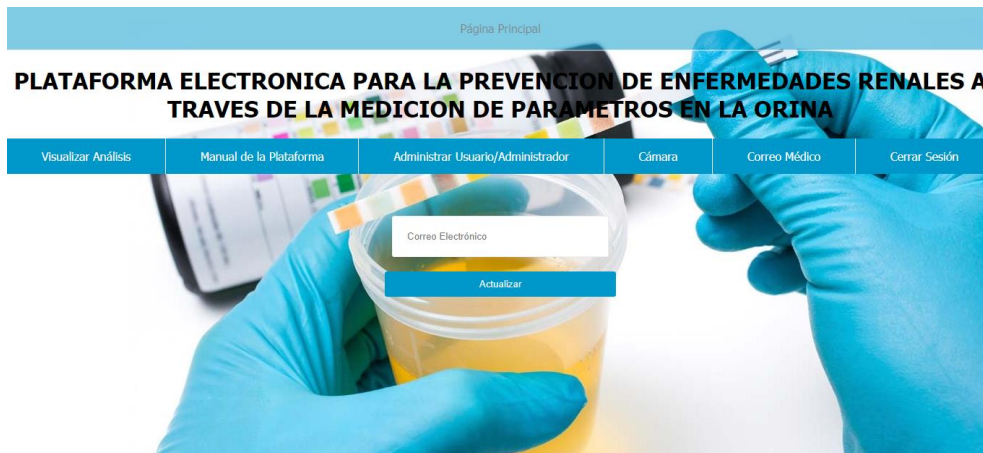 Página Principal
PLATAFORMA ELECTRONICA PARA LA PREVENCION DE ENFERMEDADES RENALES A
TRAVES DE LA MEDICION DE PARAMETROS EN LA ORINA
Visualizar Análisis Manual de la Plataforma Administrar Usuario/Administrador Cámara Correo Médico Cerrar Sesión
Correo Electrónico
Actualizar